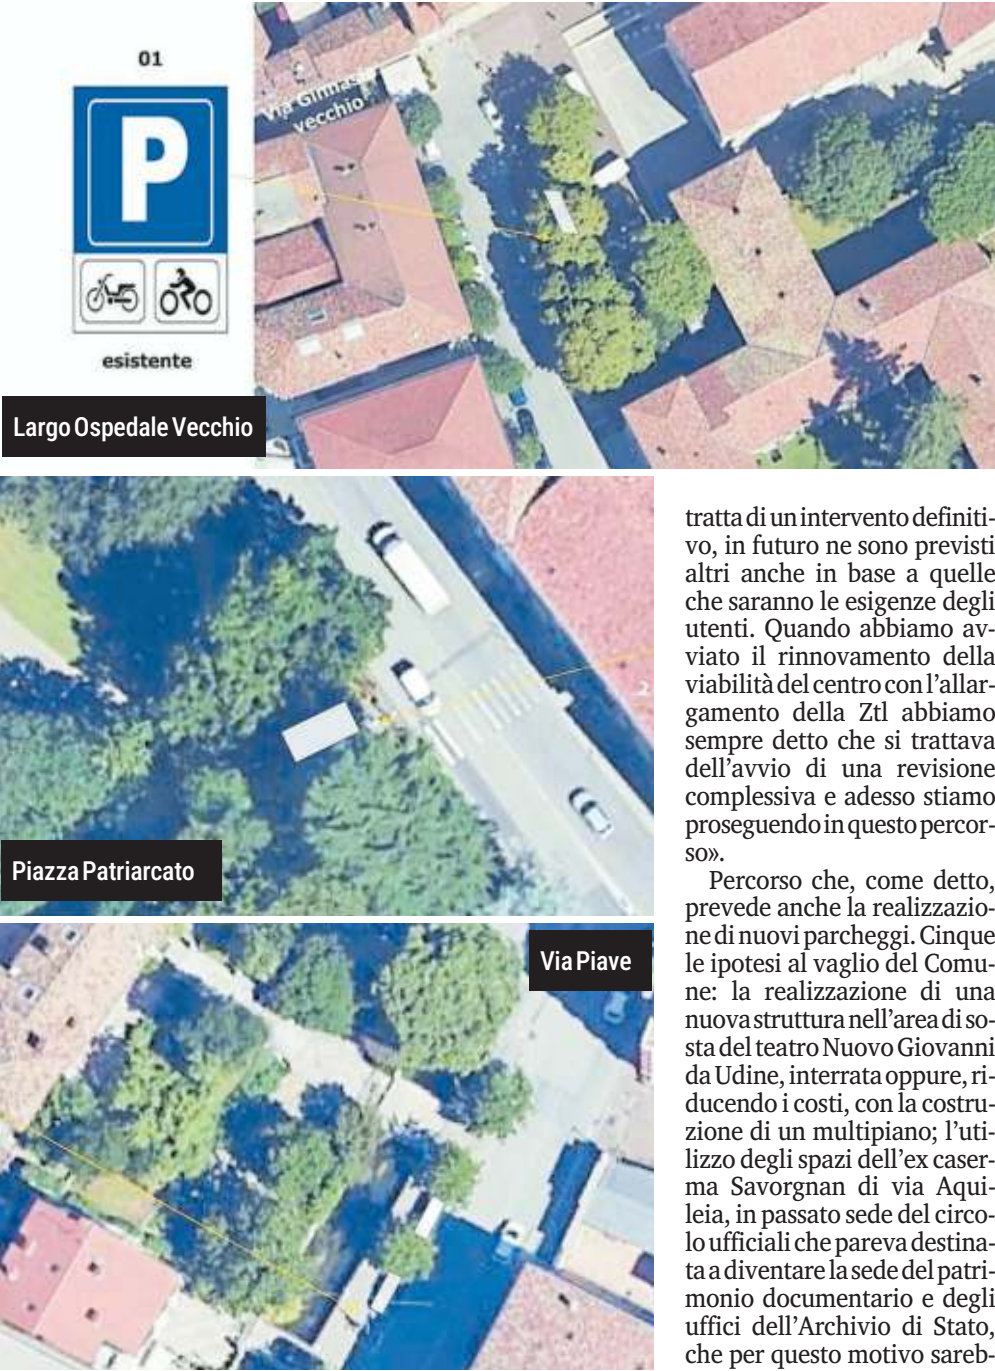 01
P
esistente
Via Ginnasio
vecchio
Largo Ospedale Vecchio
2
Piazza Patriarcato
Via Piave
tratta di un intervento definiti-
vo, in futuro ne sono previsti
altri anche in base a quelle
che saranno le esigenze degli
utenti. Quando abbiamo av-
viato il rinnovamento della
viabilità del centro con l’allar-
gamento della Ztl abbiamo
sempre detto che si trattava
dell’avvio di una revisione
complessiva e adesso stiamo
proseguendo in questo percor-
so».
Percorso che, come detto,
prevede anche la realizzazio-
ne di nuovi parcheggi. Cinque
le ipotesi al vaglio del Comu-
ne: la realizzazione di una
nuova struttura nell’area di so-
sta del teatro Nuovo Giovanni
da Udine, interrata oppure, ri-
ducendo i costi, con la costru-
zione di un multipiano; l’uti-
lizzo degli spazi dell’ex caser-
ma Savorgnan di via Aqui-
leia, in passato sede del circo-
lo ufficiali che pareva destina-
ta a diventare la sede del patri-
monio documentario e degli
uffici dell’Archivio di Stato,
che per questo motivo sareb-